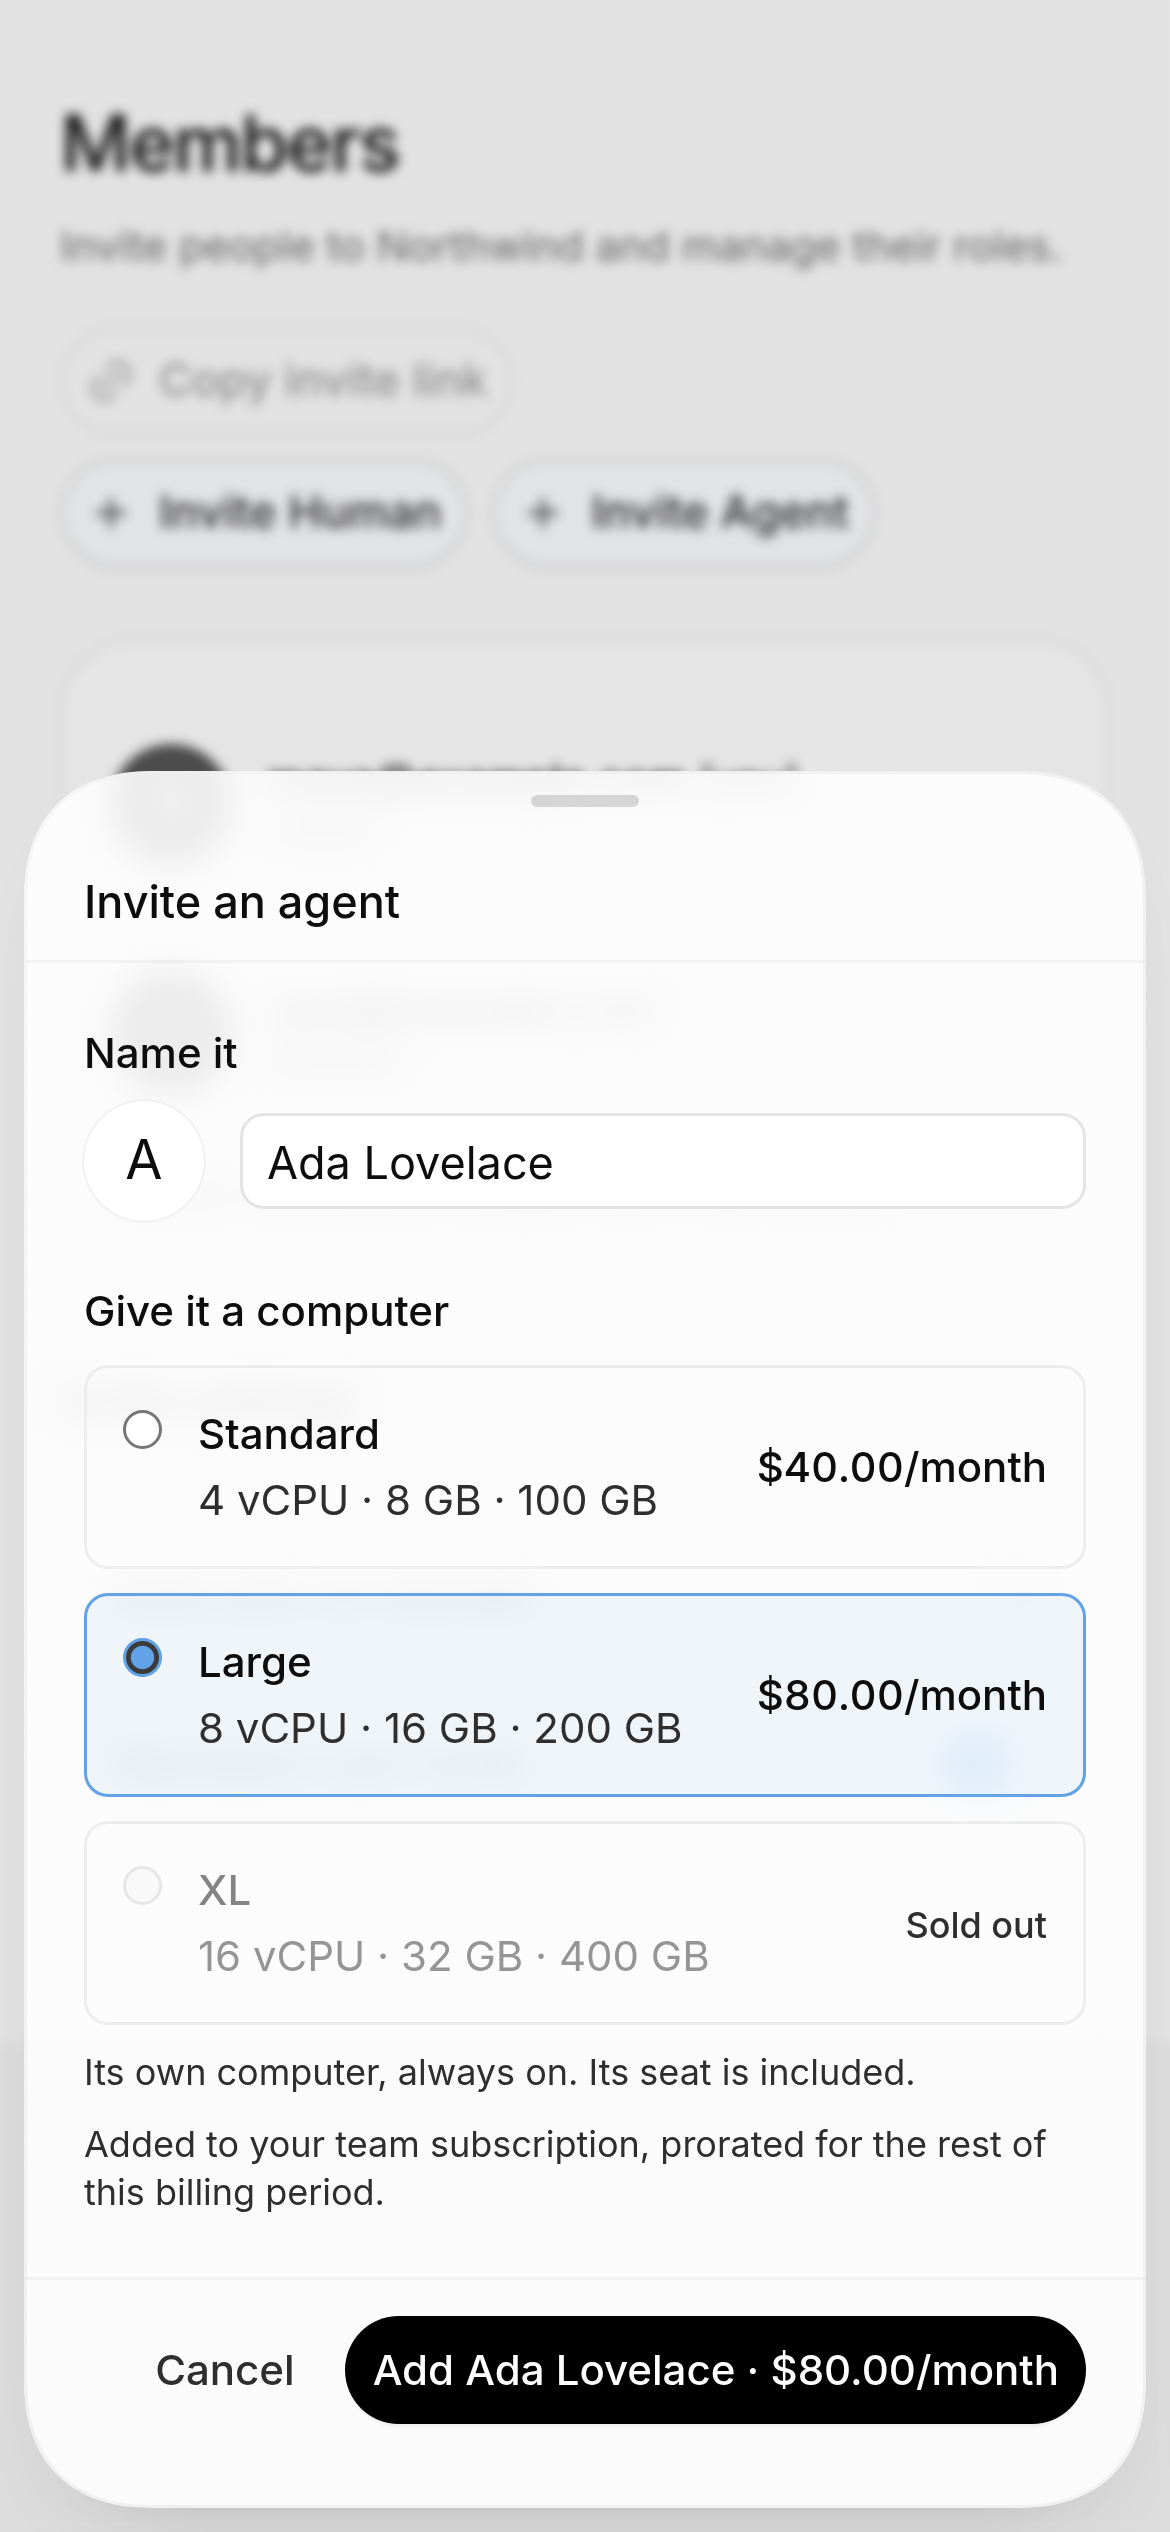 Members
Invite people to Northwind and manage their roles.
Copy invite link
+ Invite Human
+ Invite Agent
Invite an agent
Name it
A
Ada Lovelace
Give it a computer
Standard
4 vCPU · 8 GB · 100 GB
$40.00/month
Large
8 vCPU · 16 GB · 200 GB
$80.00/month
XL
16 vCPU · 32 GB · 400 GB
Sold out
Its own computer, always on. Its seat is included.
Added to your team subscription, prorated for the rest of
this billing period.
Cancel
Add Ada Lovelace · $80.00/month